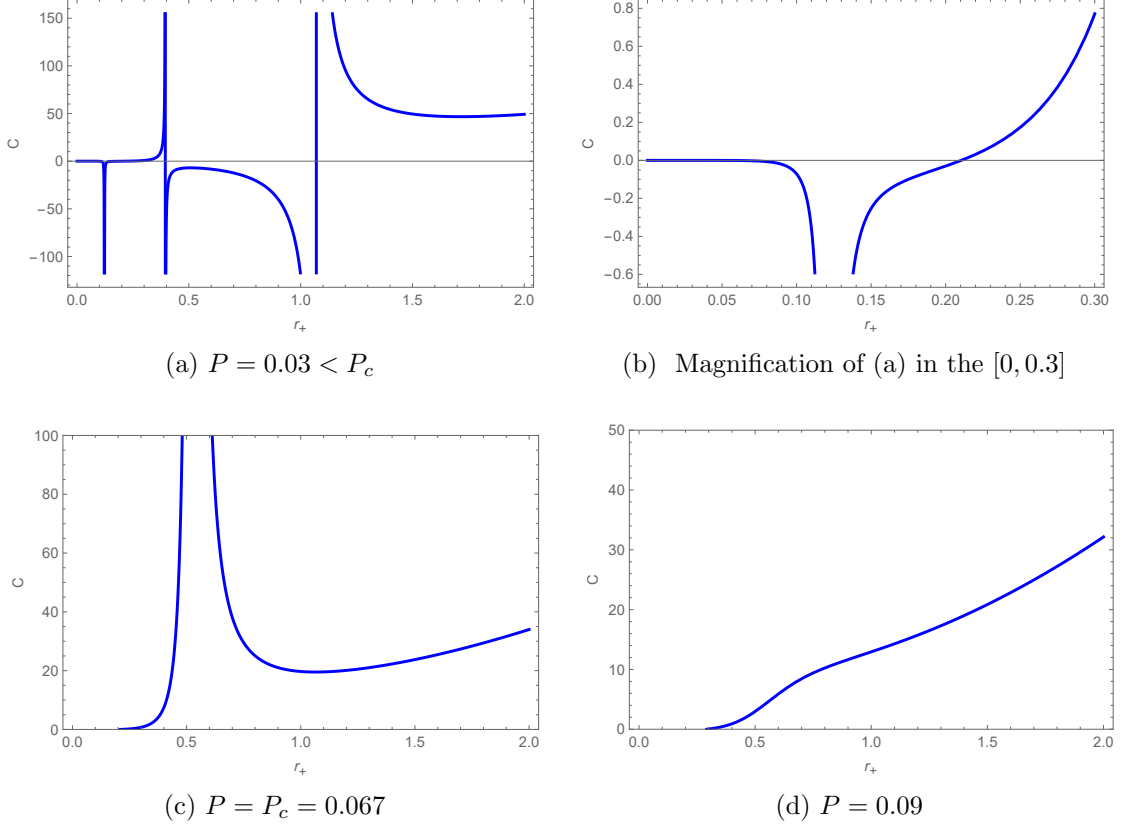 150
100
50
0
−50
−100
C
0.0 0.5 1.0 1.5 2.0
r+
(a) P = 0.03 < Pc
0.8
0.6
0.4
0.2
0.0
−0.2
−0.4
−0.6
C
0.00 0.05 0.10 0.15 0.20 0.25 0.30
r+
(b) Magnification of (a) in the [0, 0.3]
100
80
60
40
20
0
C
0.0 0.5 1.0 1.5 2.0
r+
(c) P = Pc = 0.067
50
40
30
20
10
0
C
0.0 0.5 1.0 1.5 2.0
r+
(d) P = 0.09